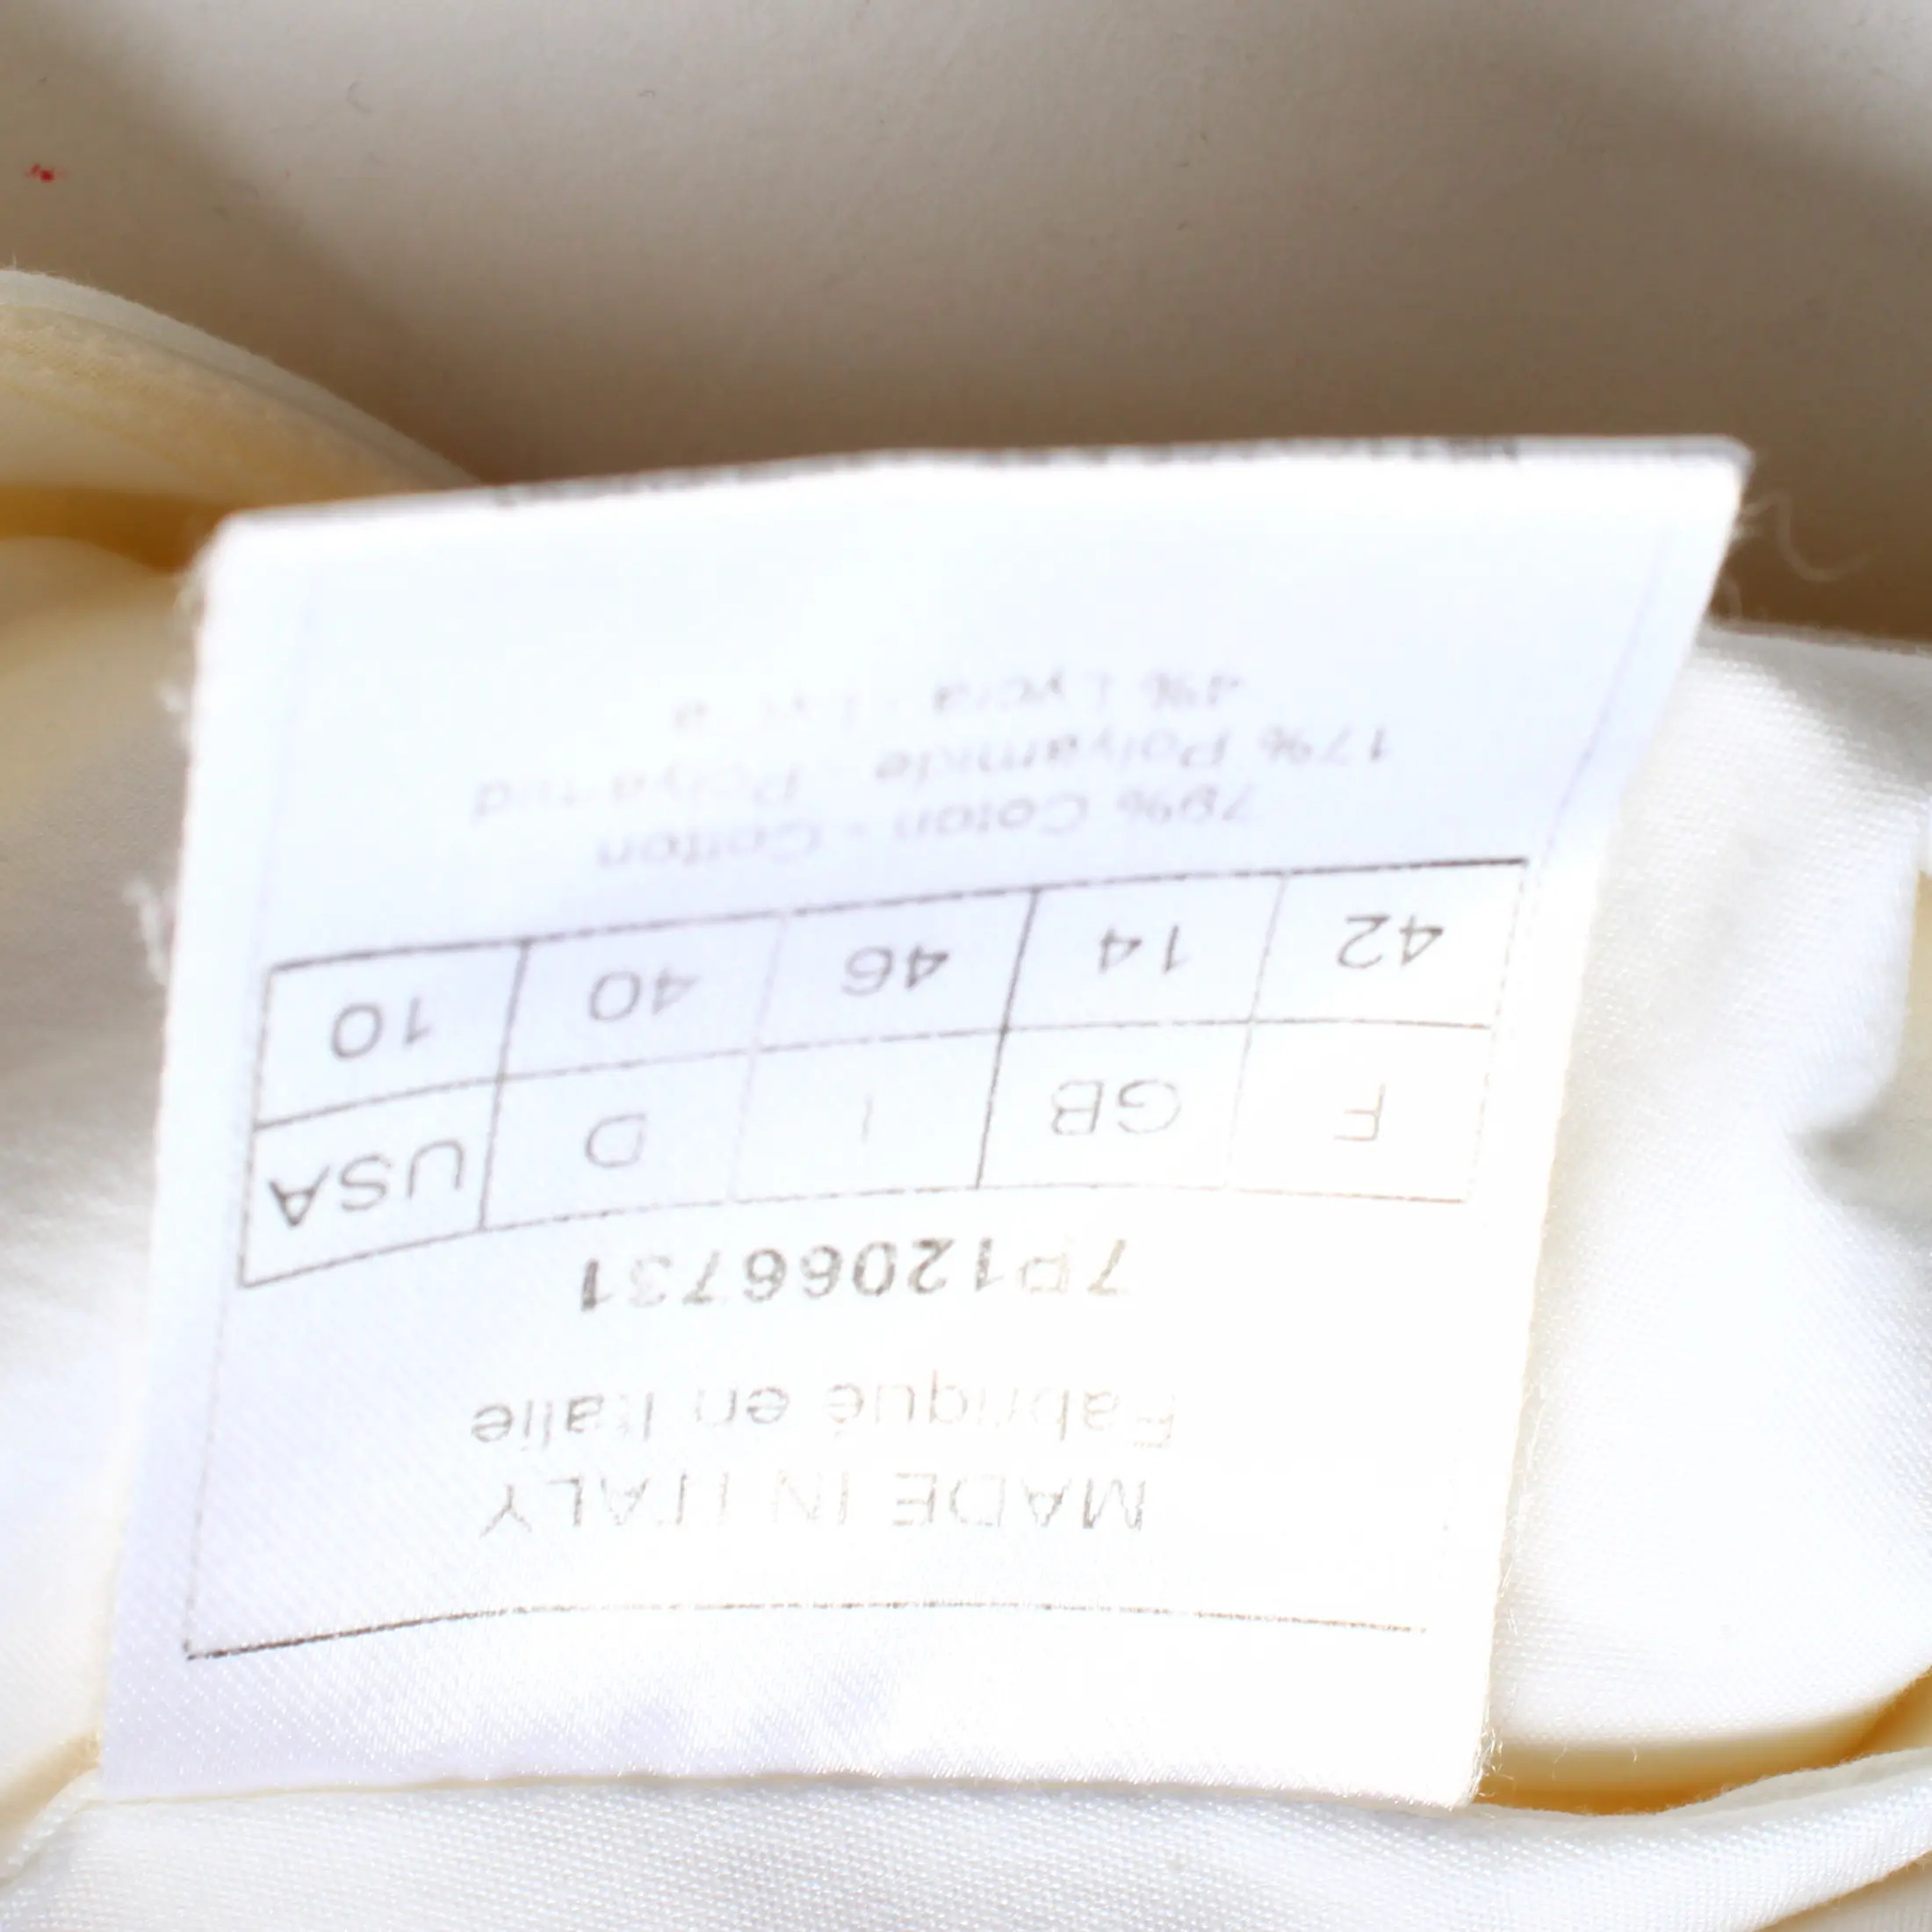 MADE IN ITALY
Fabriqué en Italie
7P12066731
F GB I D USA
42 14 46 40 10
79% Coton - Cotton
17% Polyamide - Polyamid
4% Lycra - Lycra